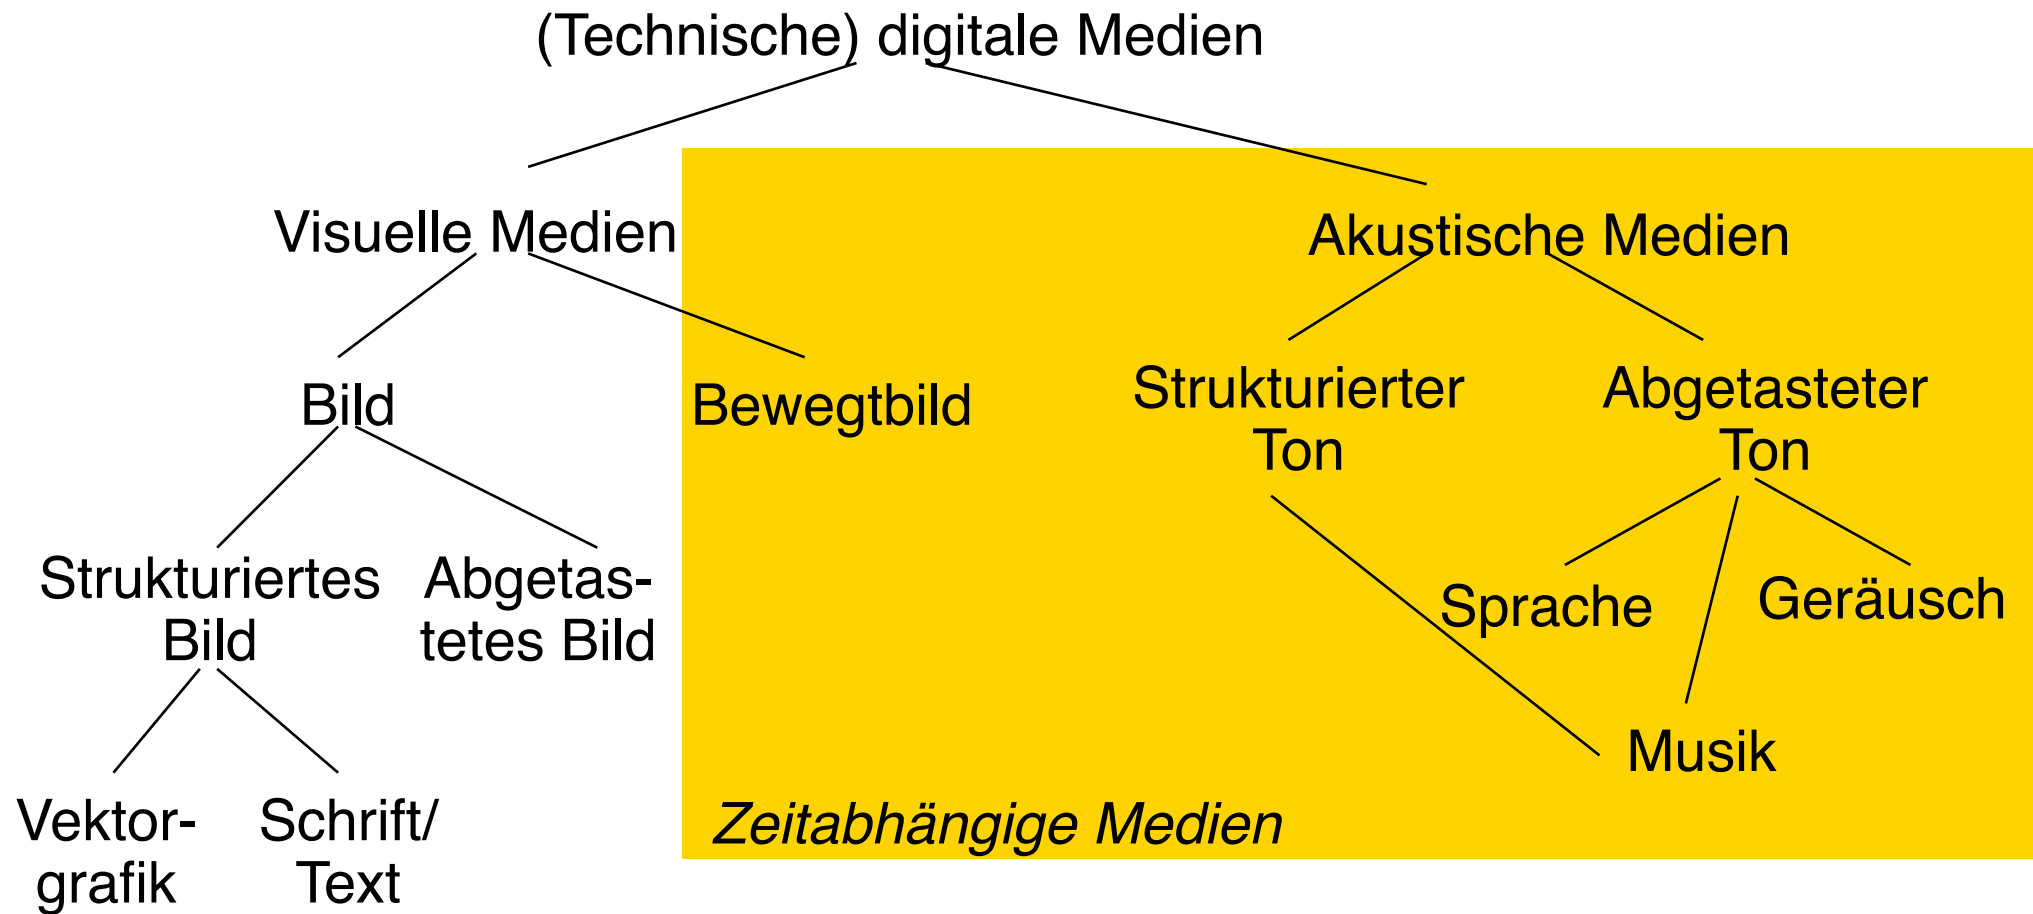 (Technische) digitale Medien
Visuelle Medien
Akustische Medien
Bild
Bewegtbild
Strukturierter
Ton
Abgetasteter
Ton
Strukturiertes
Bild
Abgetas-
tetes Bild
Sprache
Geräusch
Musik
Vektor-
grafik
Schrift/
Text
Zeitabhängige Medien